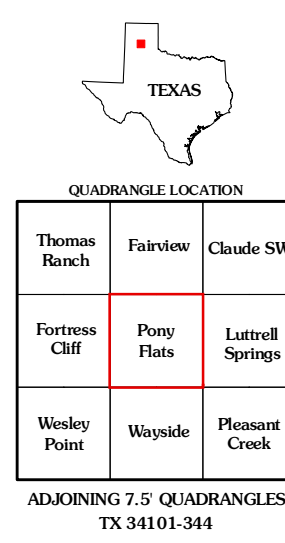 TEXAS
QUADRANGLE LOCATION
Thomas Ranch
Fairview
Claude SW
Fortress Cliff
Pony Flats
Luttrell Springs
Wesley Point
Wayside
Pleasant Creek
ADJOINING 7.5' QUADRANGLES
TX 34101-344